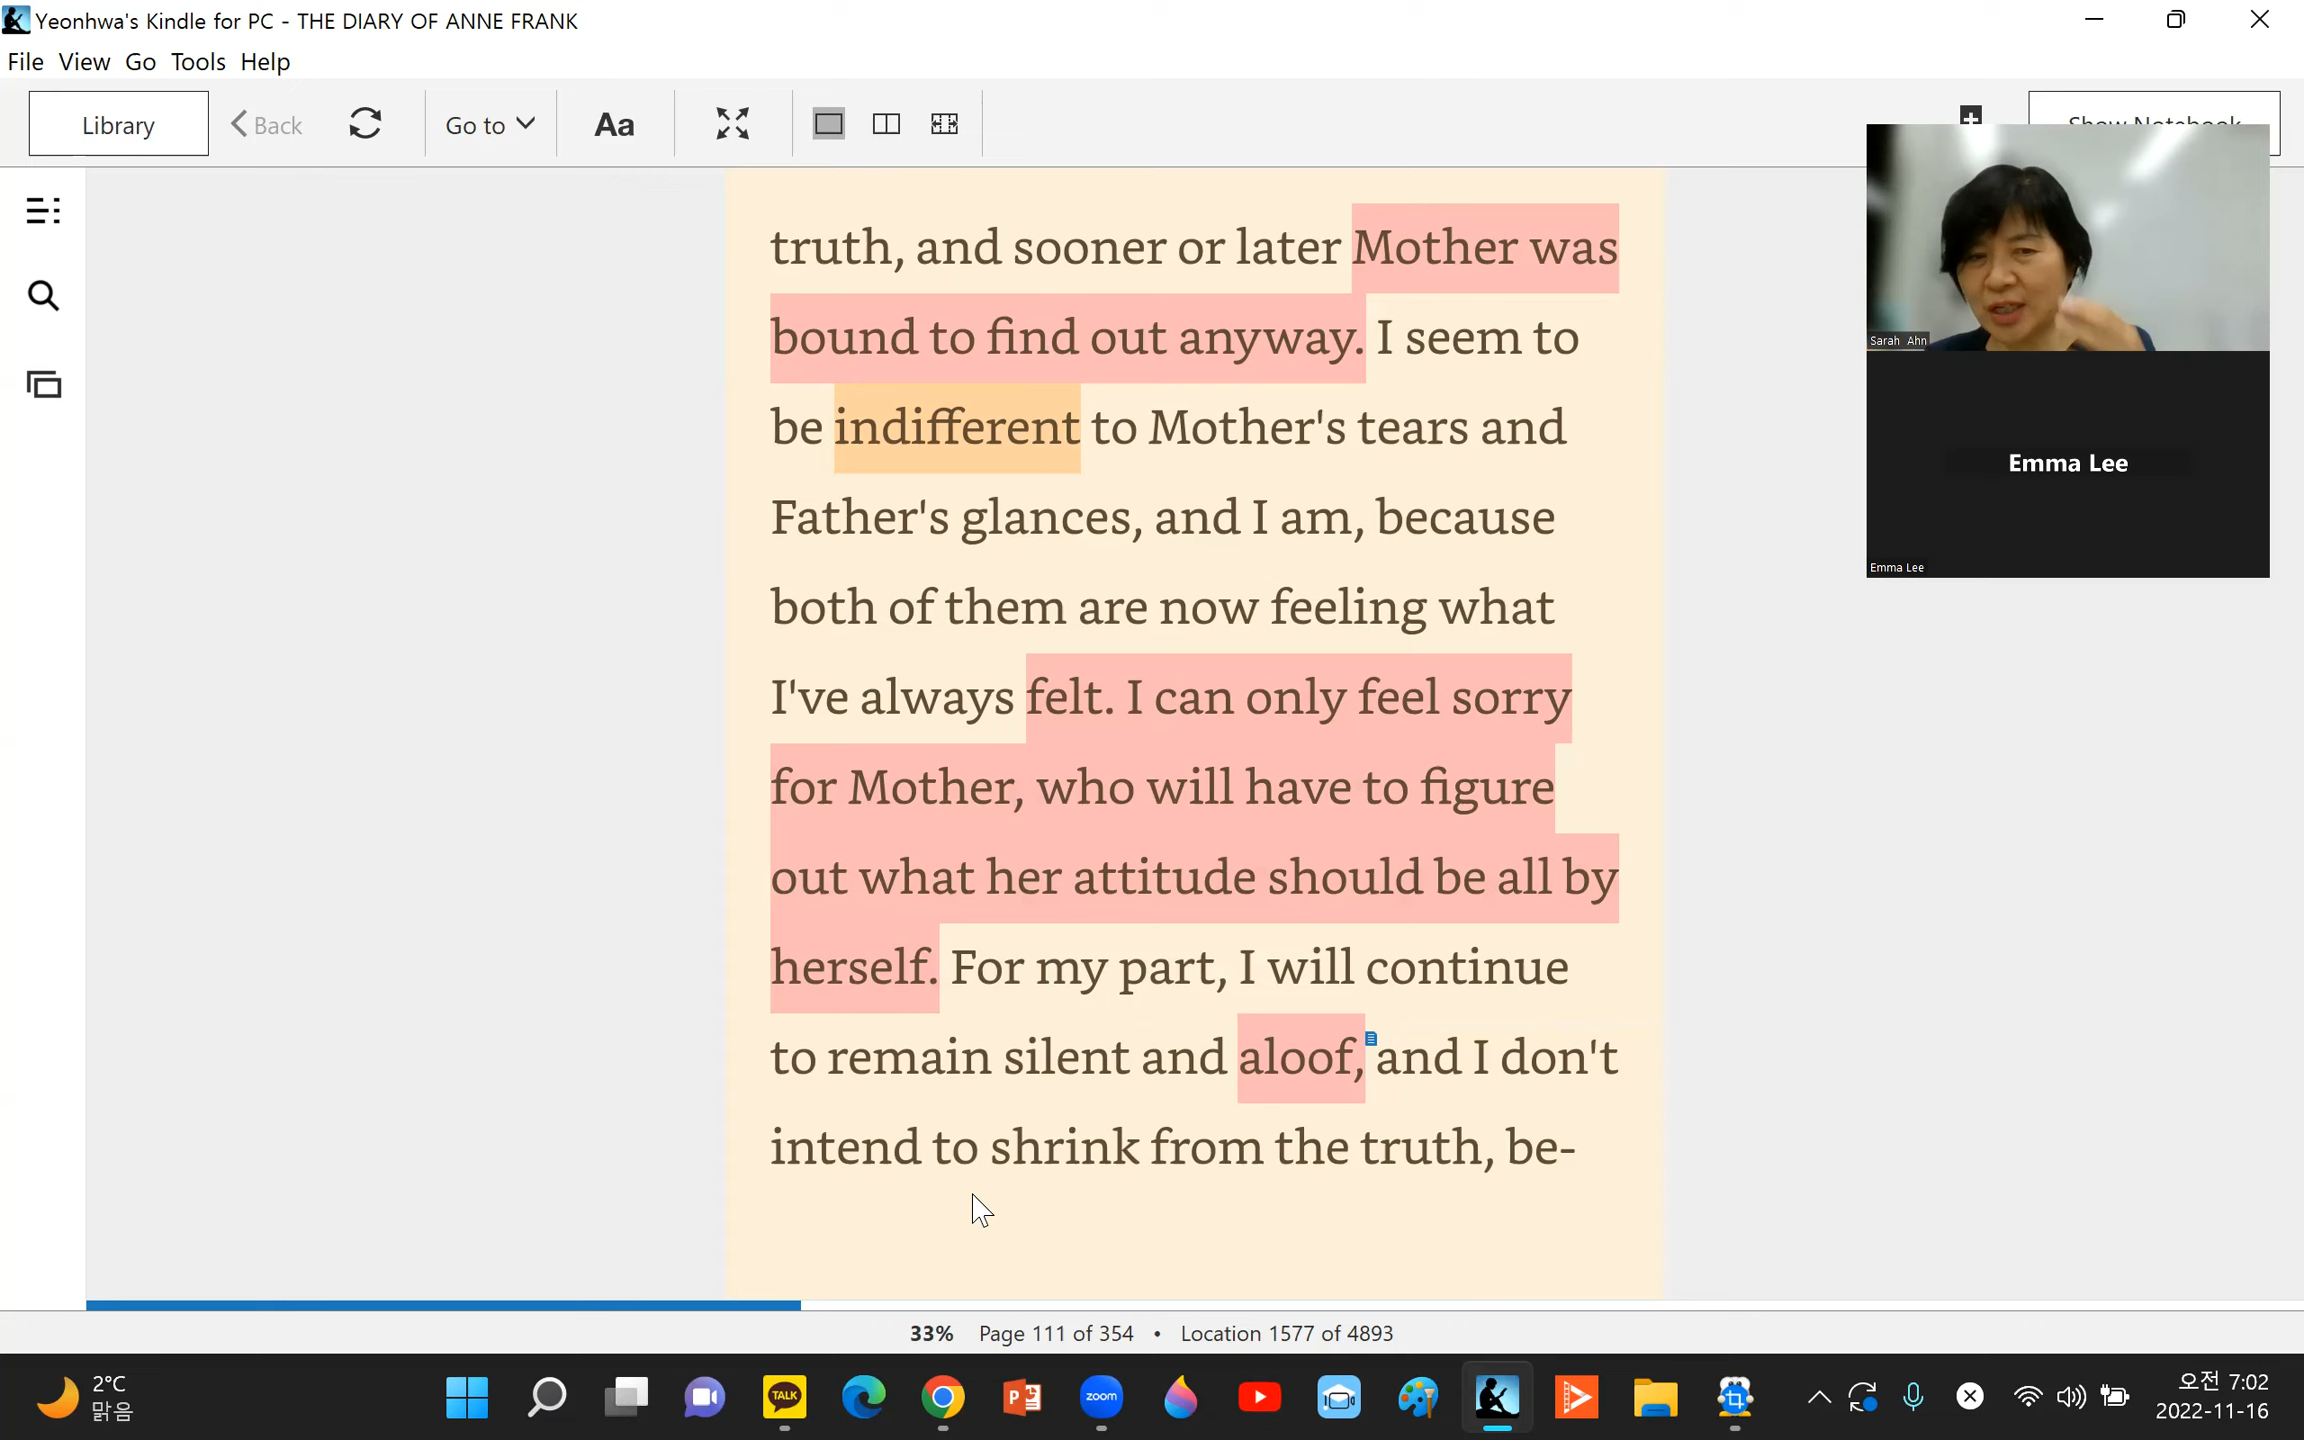 Yeonhwa's Kindle for PC - THE DIARY OF ANNE FRANK
File View Go Tools Help
Library Back Go to Aa Show Notebook
truth, and sooner or later Mother was
bound to find out anyway. I seem to
be indifferent to Mother's tears and
Father's glances, and I am, because
both of them are now feeling what
I've always felt. I can only feel sorry
for Mother, who will have to figure
out what her attitude should be all by
herself. For my part, I will continue
to remain silent and aloof, and I don't
intend to shrink from the truth, be-
Sarah Ahn
Emma Lee
Emma Lee
33% Page 111 of 354 • Location 1577 of 4893
2°C
맑음
TALK
zoom
오전 7:02
2022-11-16